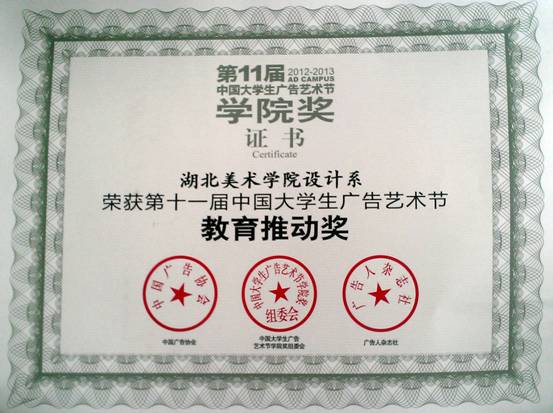 第11届 2012-2013
AD CAMPUS
中国大学生广告艺术节
学院奖
证书
Certificate
湖北美术学院设计系
荣获第十一届中国大学生广告艺术节
教育推动奖
中国广告协会
中国大学生广告艺术节学院奖
组委会
广告人杂志社
中国广告协会
中国大学生广告
艺术节学院奖组委会
广告人杂志社